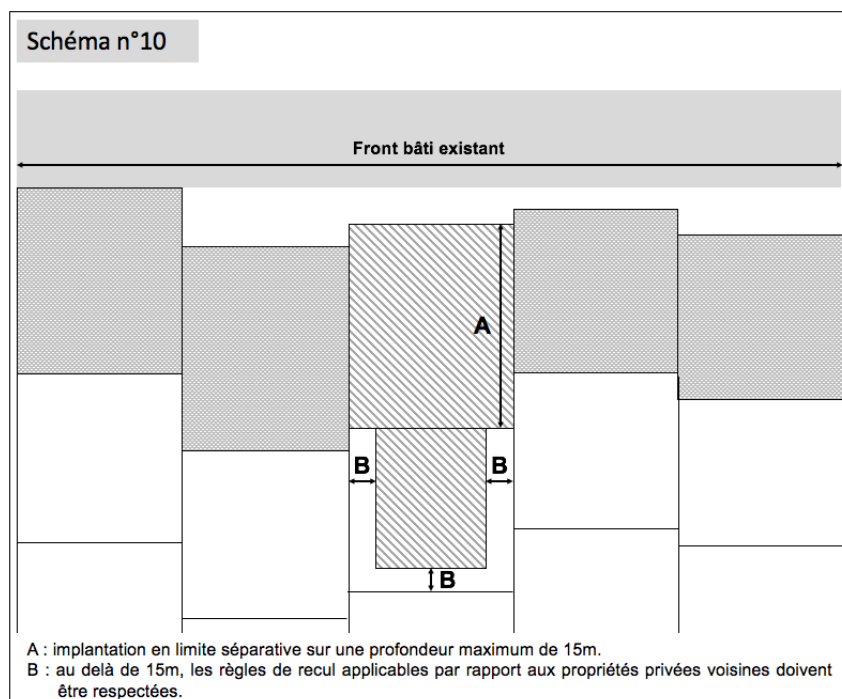 Schéma n°10
Front bâti existant
A
B
B
B
A : implantation en limite séparative sur une profondeur maximum de 15m.
B : au delà de 15m, les règles de recul applicables par rapport aux propriétés privées voisines doivent
être respectées.